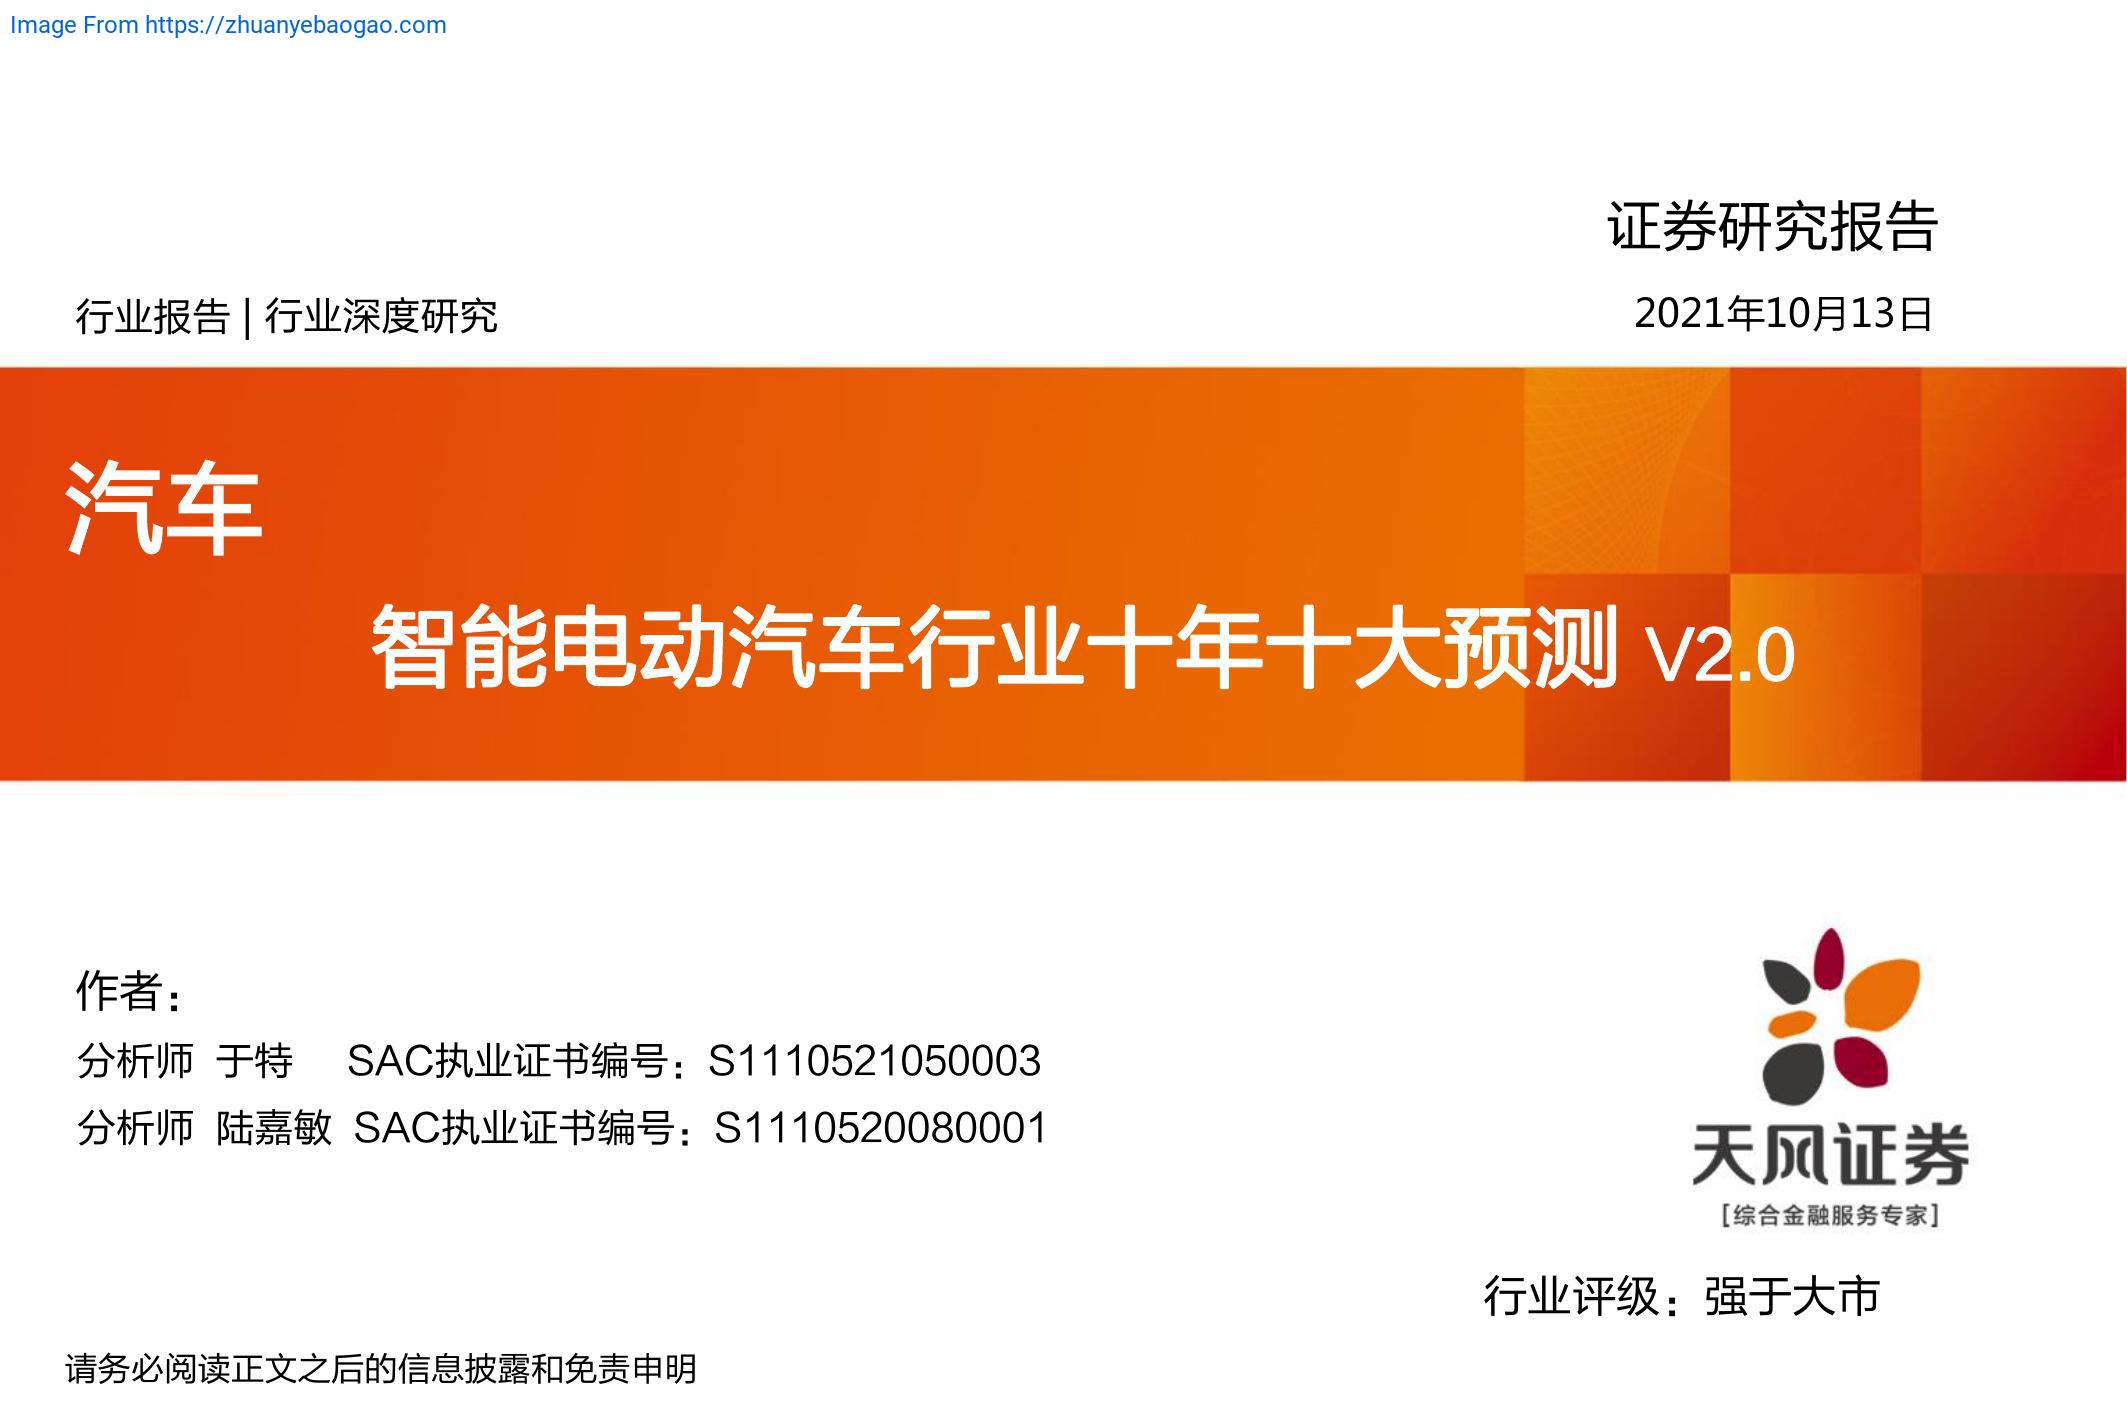 Image From https://zhuanyebaogao.com
证券研究报告
行业报告 | 行业深度研究
2021年10月13日
汽车
智能电动汽车行业十年十大预测 V2.0
作者：
分析师 于特 SAC执业证书编号：S1110521050003
分析师 陆嘉敏 SAC执业证书编号：S1110520080001
天风证券
[综合金融服务专家]
行业评级：强于大市
请务必阅读正文之后的信息披露和免责申明